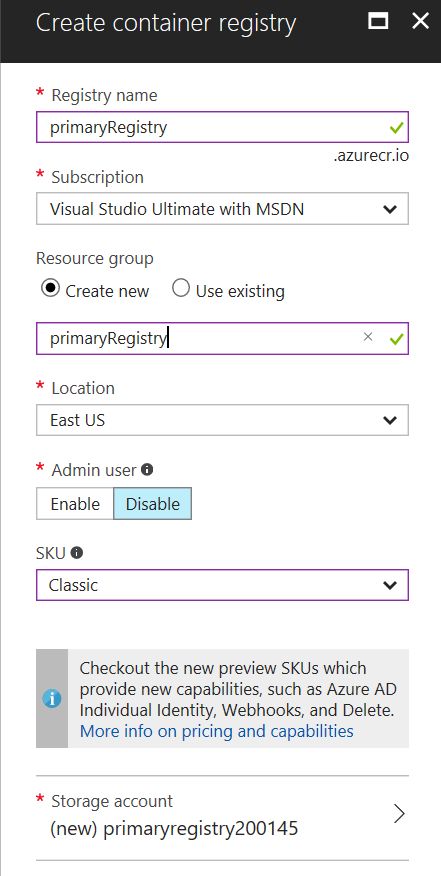 Create container registry
* Registry name
primaryRegistry
.azurecr.io
* Subscription
Visual Studio Ultimate with MSDN
Resource group
Create new Use existing
primaryRegistry
* Location
East US
* Admin user
Enable Disable
SKU
Classic
Checkout the new preview SKUs which
provide new capabilities, such as Azure AD
Individual Identity, Webhooks, and Delete.
More info on pricing and capabilities
* Storage account
(new) primaryregistry200145